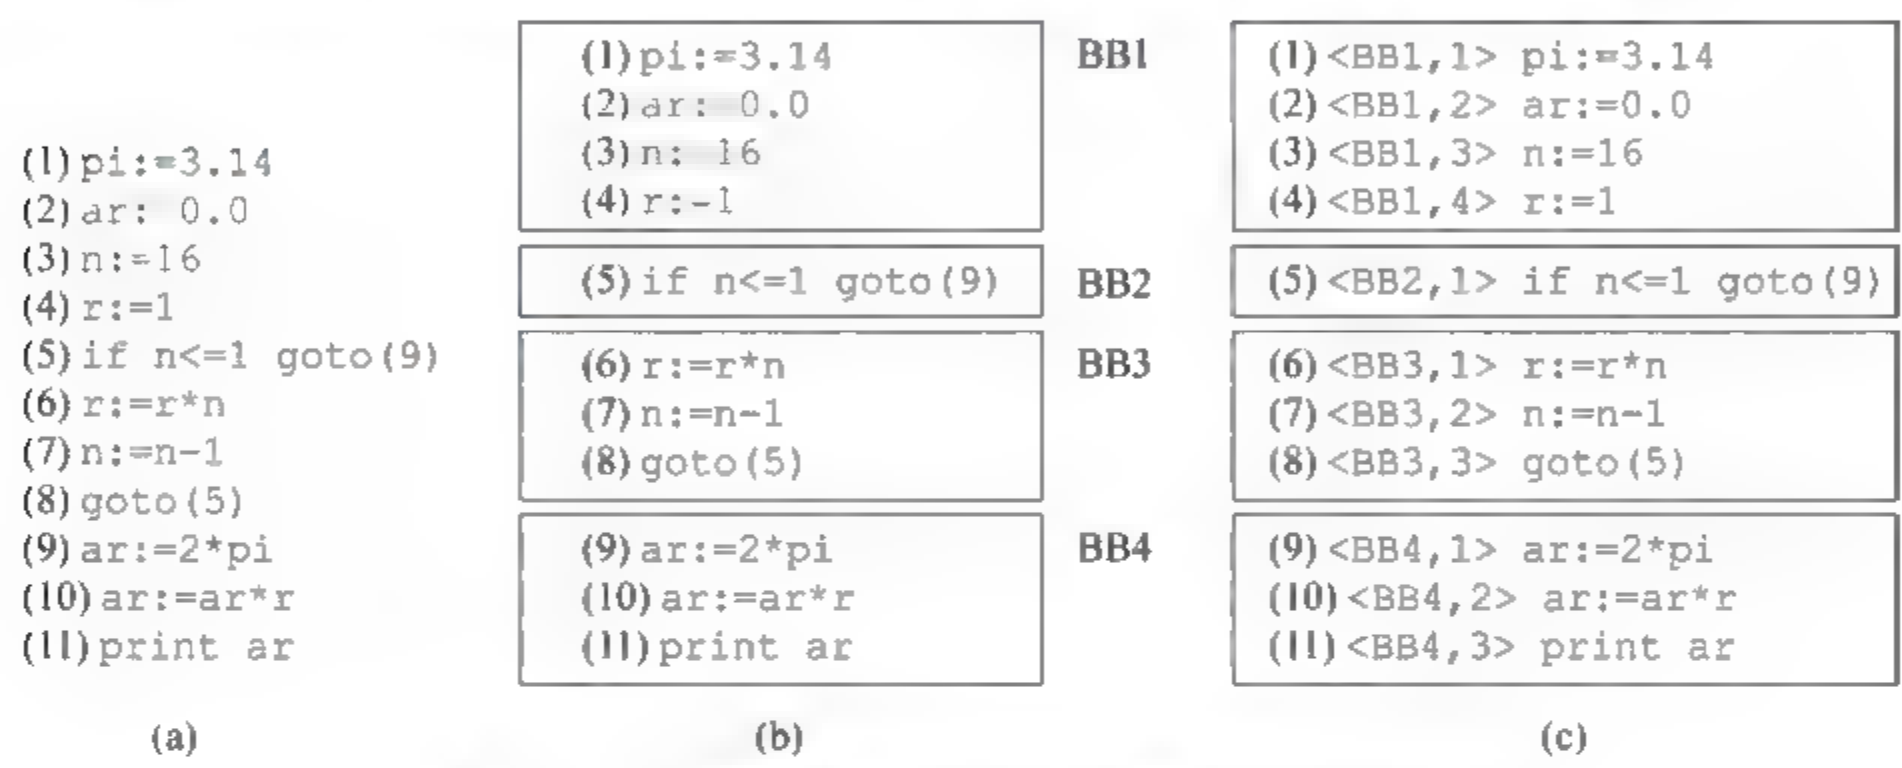 (1) pi:=3.14
(2) ar: 0.0
(3) n:=16
(4) r:=1
(5) if n<=1 goto(9)
(6) r:=r*n
(7) n:=n-1
(8) goto(5)
(9) ar:=2*pi
(10) ar:=ar*r
(11) print ar
(a)
(1) pi:=3.14
(2) ar: 0.0
(3) n: 16
(4) r:-1
(5) if n<=1 goto(9)
(6) r:=r*n
(7) n:=n-1
(8) goto(5)
(9) ar:=2*pi
(10) ar:=ar*r
(11) print ar
(b)
BB1
BB2
BB3
BB4
(1) <BB1,1> pi:=3.14
(2) <BB1,2> ar:=0.0
(3) <BB1,3> n:=16
(4) <BB1,4> r:=1
(5) <BB2,1> if n<=1 goto(9)
(6) <BB3,1> r:=r*n
(7) <BB3,2> n:=n-1
(8) <BB3,3> goto(5)
(9) <BB4,1> ar:=2*pi
(10) <BB4,2> ar:=ar*r
(11) <BB4,3> print ar
(c)